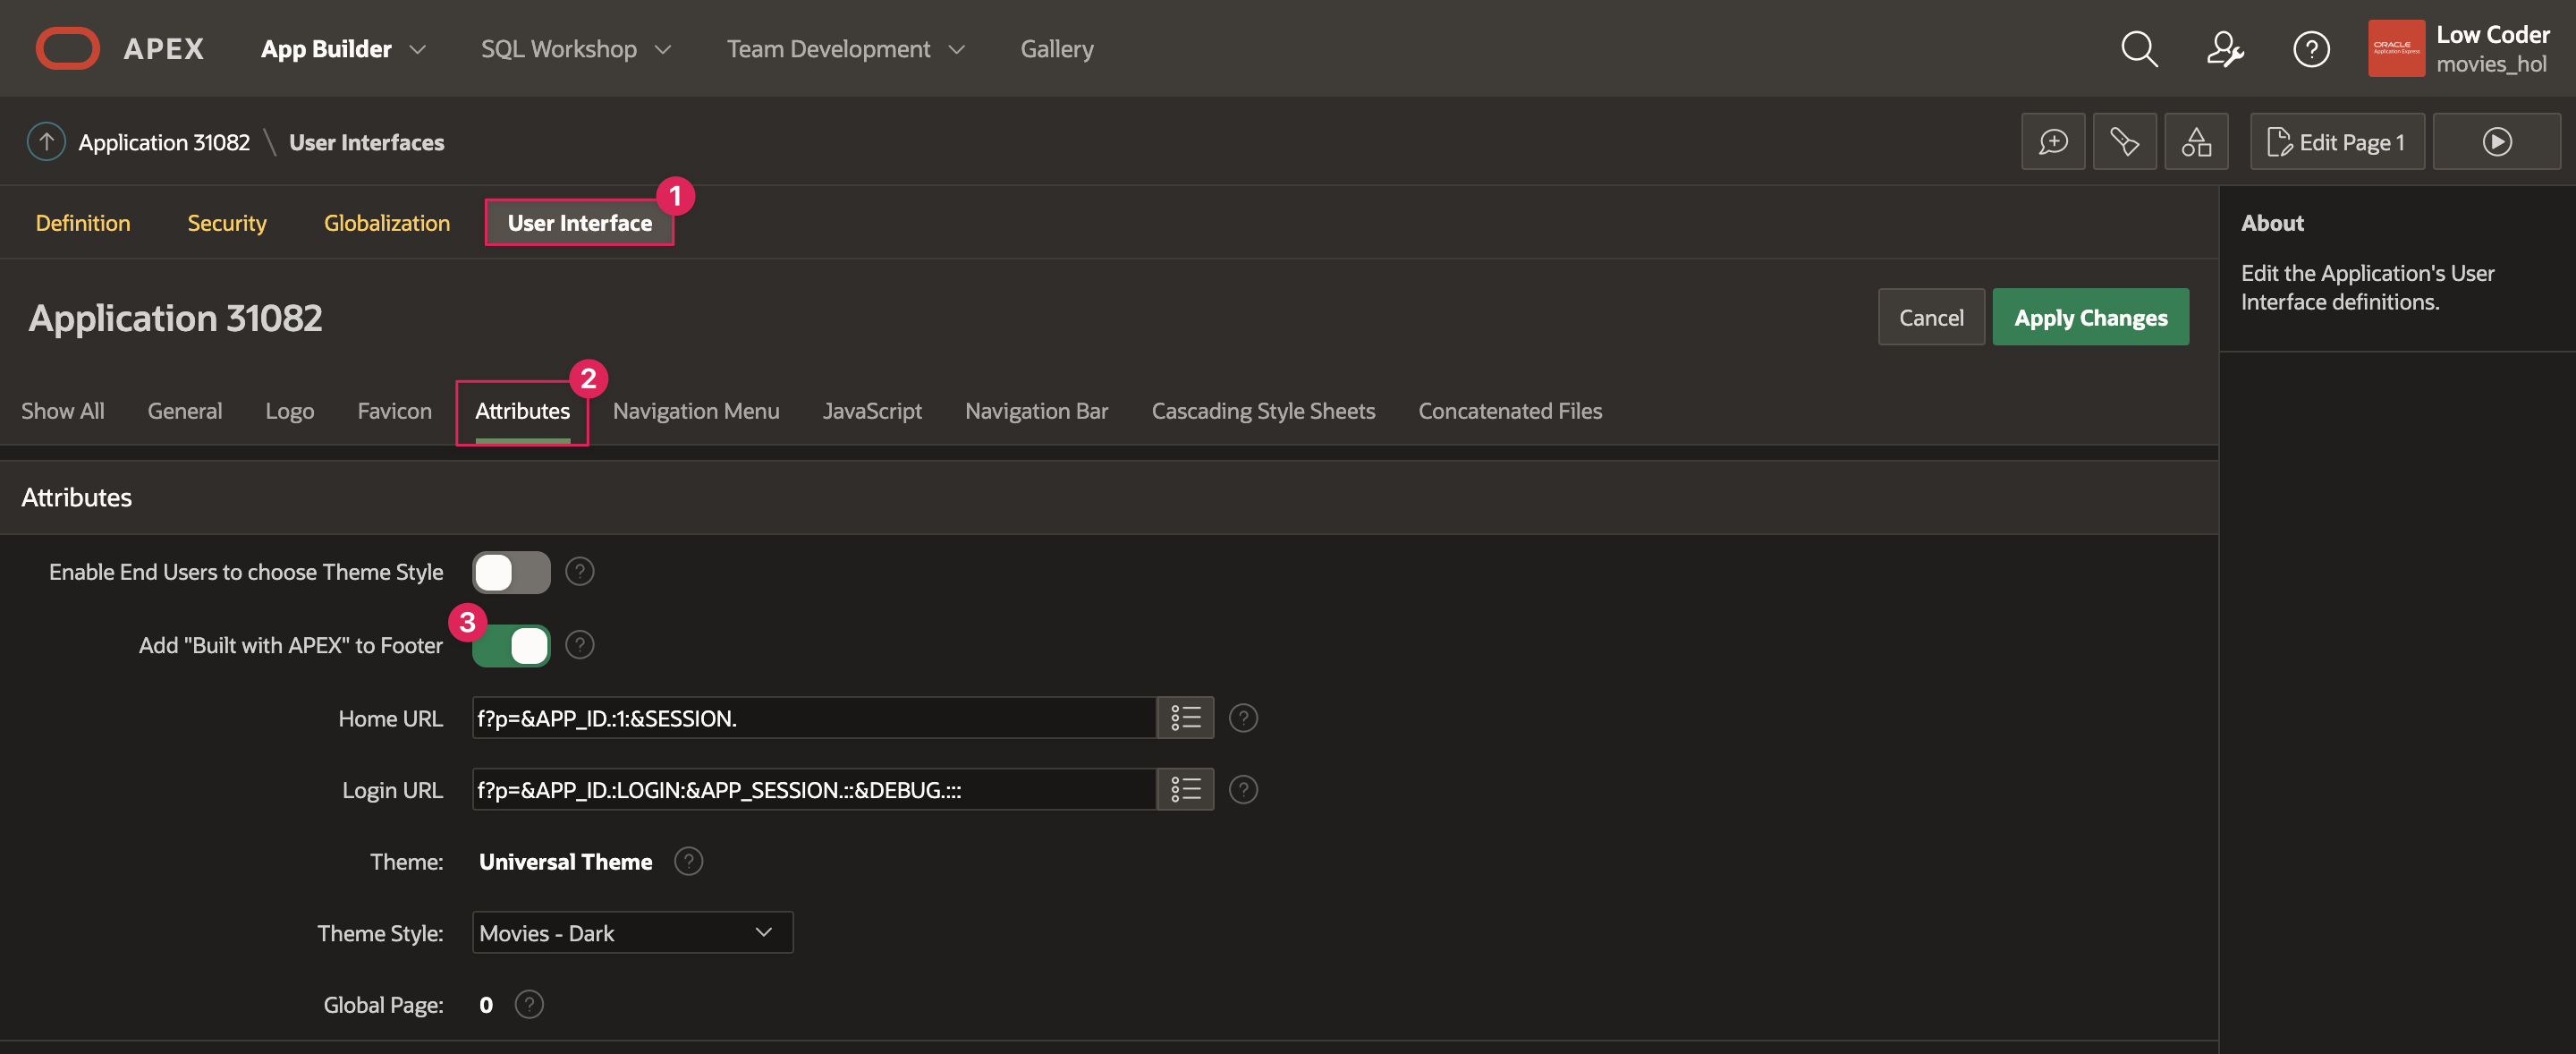 APEX App Builder SQL Workshop Team Development Gallery
ORACLE
Application Express
Low Coder
movies_hol
Application 31082 \ User Interfaces
Edit Page 1
Definition Security Globalization User Interface 1
About
Edit the Application's User
Interface definitions.
Application 31082
Cancel Apply Changes
Show All General Logo Favicon Attributes 2 Navigation Menu JavaScript Navigation Bar Cascading Style Sheets Concatenated Files
Attributes
Enable End Users to choose Theme Style ?
Add "Built with APEX" to Footer 3 ?
Home URL f?p=&APP_ID.:1:&SESSION. ?
Login URL f?p=&APP_ID.:LOGIN:&APP_SESSION.::&DEBUG.::: ?
Theme: Universal Theme ?
Theme Style: Movies - Dark
Global Page: 0 ?